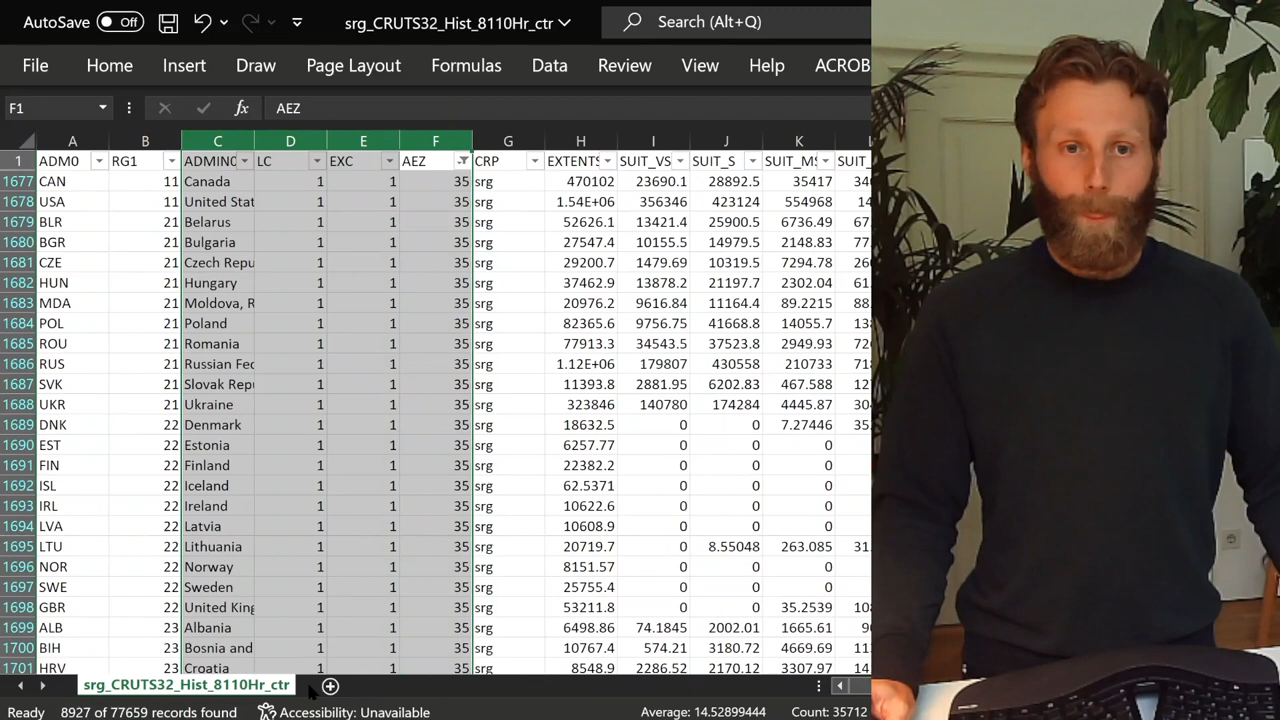 AutoSave Off srg_CRUTS32_Hist_8110Hr_ctr Search (Alt+Q)
File Home Insert Draw Page Layout Formulas Data Review View Help ACROB
F1 fx AEZ
A B C D E F G H I J K L
1 ADM0 RG1 ADMIN0 LC EXC AEZ CRP EXTENTS SUIT_VS SUIT_S SUIT_MS SUIT_
1677 CAN 11 Canada 1 1 35 srg 470102 23690.1 28892.5 35417 340
1678 USA 11 United Stat 1 1 35 srg 1.54E+06 356346 423124 554968 14
1679 BLR 21 Belarus 1 1 35 srg 52626.1 13421.4 25900.5 6736.49 677
1680 BGR 21 Bulgaria 1 1 35 srg 27547.4 10155.5 14979.5 2148.83 77
1681 CZE 21 Czech Repu 1 1 35 srg 29200.7 1479.69 10319.5 7294.78 260
1682 HUN 21 Hungary 1 1 35 srg 37462.9 13878.2 21197.7 2302.04 61
1683 MDA 21 Moldova, R 1 1 35 srg 20976.2 9616.84 11164.4 89.2215 88
1684 POL 21 Poland 1 1 35 srg 82365.6 9756.75 41668.8 14055.7 138
1685 ROU 21 Romania 1 1 35 srg 77913.3 34543.5 37523.8 2949.93 720
1686 RUS 21 Russian Fed 1 1 35 srg 1.12E+06 179807 430558 210733 718
1687 SVK 21 Slovak Repu 1 1 35 srg 11393.8 2881.95 6202.83 467.588 12
1688 UKR 21 Ukraine 1 1 35 srg 323846 140780 174284 4445.87 304
1689 DNK 22 Denmark 1 1 35 srg 18632.5 0 0 7.27446 35
1690 EST 22 Estonia 1 1 35 srg 6257.77 0 0 0
1691 FIN 22 Finland 1 1 35 srg 22382.2 0 0 0
1692 ISL 22 Iceland 1 1 35 srg 62.5371 0 0 0
1693 IRL 22 Ireland 1 1 35 srg 10622.6 0 0 0
1694 LVA 22 Latvia 1 1 35 srg 10608.9 0 0 0
1695 LTU 22 Lithuania 1 1 35 srg 20719.7 0 8.55048 263.085 31
1696 NOR 22 Norway 1 1 35 srg 8151.57 0 0 0
1697 SWE 22 Sweden 1 1 35 srg 25755.4 0 0 0
1698 GBR 22 United King 1 1 35 srg 53211.8 0 0 35.2539 108
1699 ALB 23 Albania 1 1 35 srg 6498.86 74.1845 2002.01 1665.61 9
1700 BIH 23 Bosnia and 1 1 35 srg 10767.4 574.21 3180.72 4669.69 113
1701 HRV 23 Croatia 1 1 35 srg 8548.9 2286.52 2170.12 3307.97 14
srg_CRUTS32_Hist_8110Hr_ctr
Ready 8927 of 77659 records found Accessibility: Unavailable Average: 14.52899444 Count: 35712